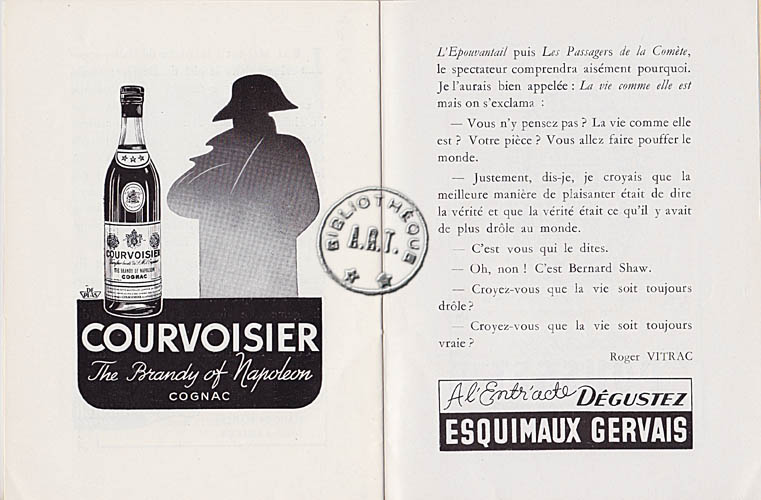 COURVOISIER
THE BRANDY OF NAPOLEON
COGNAC
COURVOISIER
The Brandy of Napoleon
COGNAC
BIBLIOTHÈQUE
A.R.T.
L'Epouvantail puis Les Passagers de la Comète,
le spectateur comprendra aisément pourquoi.
Je l'aurais bien appelée : La vie comme elle est
mais on s'exclama :
— Vous n'y pensez pas ? La vie comme elle
est ? Votre pièce ? Vous allez faire pouffer le
monde.
— Justement, dis-je, je croyais que la
meilleure manière de plaisanter était de dire
la vérité et que la vérité était ce qu'il y avait
de plus drôle au monde.
— C'est vous qui le dites.
— Oh, non ! C'est Bernard Shaw.
— Croyez-vous que la vie soit toujours
drôle ?
— Croyez-vous que la vie soit toujours
vraie ?
Roger VITRAC
A l'Entr'acte DÉGUSTEZ
ESQUIMAUX GERVAIS